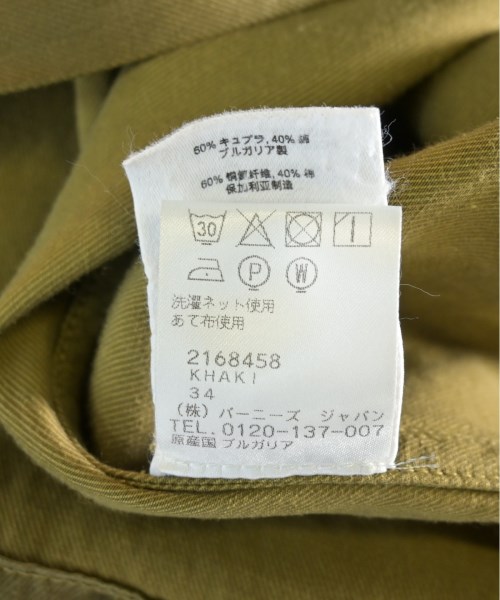 60% キュプラ, 40% 綿
ブルガリア製
60% 铜氨纤维, 40% 棉
保加利亚制造
30
P W
洗濯ネット使用
あて布使用
2168458
KHAKI
34
(株) バーニーズ ジャパン
TEL. 0120-137-007
原産国 ブルガリア